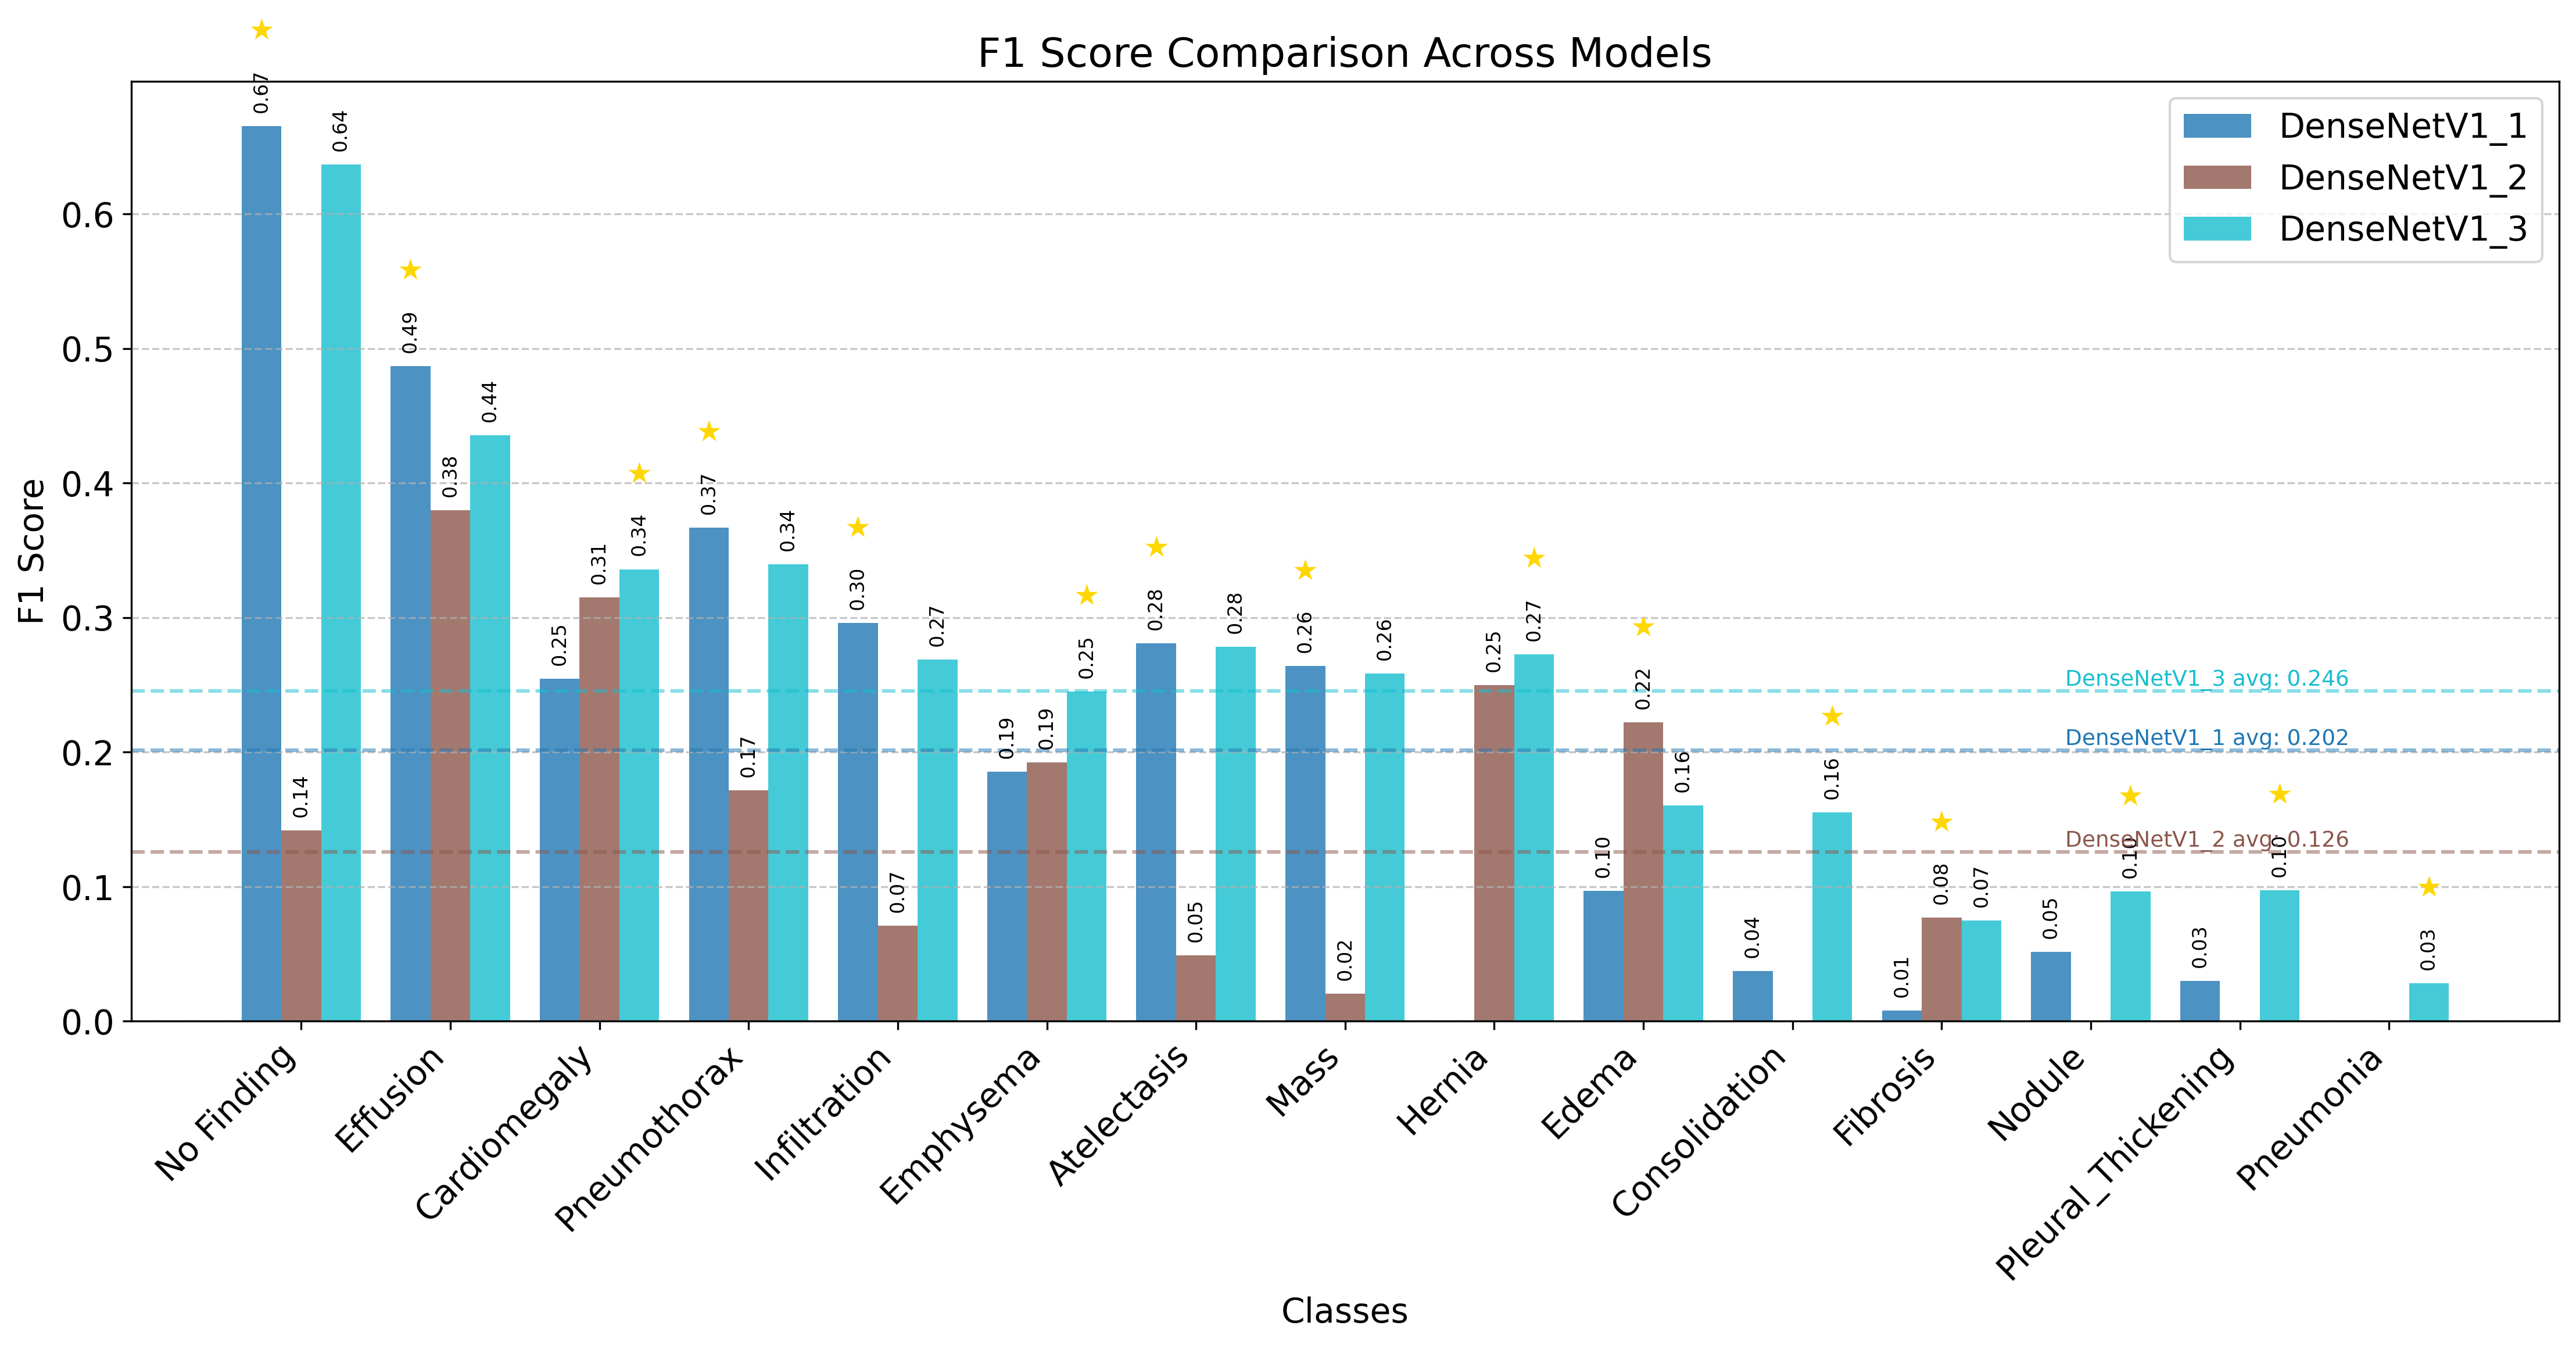 F1 Score Comparison Across Models
DenseNetV1_1
DenseNetV1_2
DenseNetV1_3
F1 Score
0.6
0.5
0.4
0.3
0.2
0.1
0.0
0.67
0.14
0.64
0.49
0.38
0.44
0.25
0.31
0.34
0.37
0.17
0.34
0.30
0.07
0.27
0.19
0.19
0.25
0.28
0.05
0.28
0.26
0.02
0.26
0.25
0.27
0.10
0.22
0.16
0.04
0.16
0.01
0.08
0.07
0.05
0.10
0.03
0.10
0.03
DenseNetV1_3 avg: 0.246
DenseNetV1_1 avg: 0.202
DenseNetV1_2 avg: 0.126
No Finding
Effusion
Cardiomegaly
Pneumothorax
Infiltration
Emphysema
Atelectasis
Mass
Hernia
Edema
Consolidation
Fibrosis
Nodule
Pleural_Thickening
Pneumonia
Classes